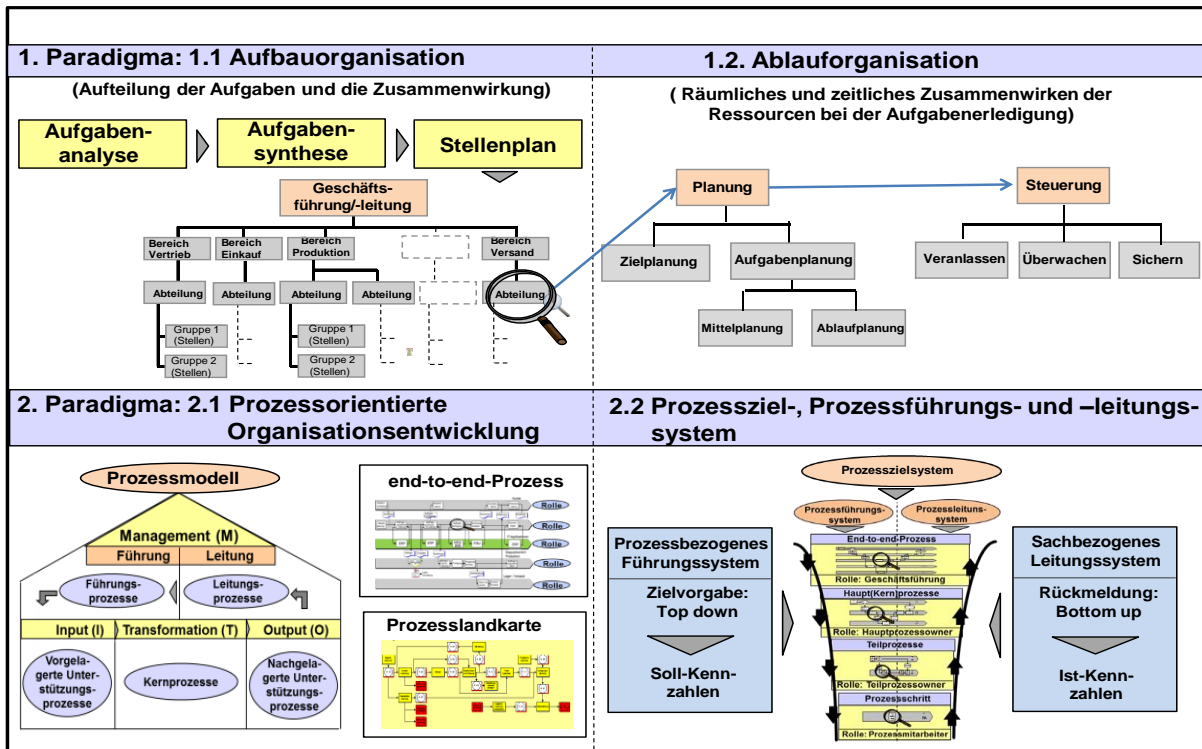 1. Paradigma: 1.1 Aufbauorganisation
(Aufteilung der Aufgaben und die Zusammenwirkung)
Aufgaben-
analyse
Aufgaben-
synthese
Stellenplan
Geschäfts-
führung/-leitung
Bereich
Vertrieb
Bereich
Einkauf
Bereich
Produktion
Bereich
Versand
Abteilung
Abteilung
Abteilung
Abteilung
Abteilung
Gruppe 1
(Stellen)
Gruppe 2
(Stellen)
Gruppe 1
(Stellen)
Gruppe 2
(Stellen)
1.2. Ablauforganisation
( Räumliches und zeitliches Zusammenwirken der
Ressourcen bei der Aufgabenerledigung)
Planung
Steuerung
Zielplanung
Aufgabenplanung
Veranlassen
Überwachen
Sichern
Mittelplanung
Ablaufplanung
2. Paradigma: 2.1 Prozessorientierte
Organisationsentwicklung
Prozessmodell
Management (M)
Führung
Leitung
Führungs-
prozesse
Leitungs-
prozesse
Input (I)
Transformation (T)
Output (O)
Vorgela-
gerte Unter-
stützungs-
prozesse
Kernprozesse
Nachgela-
gerte Unter-
stützungs-
prozesse
end-to-end-Prozess
Rolle
Rolle
Rolle
Rolle
Rolle
Prozesslandkarte
2.2 Prozessziel-, Prozessführungs- und –leitungs-
system
Prozesszielsystem
Prozessführungs-
system
Prozessleituns-
system
Prozessbezogenes
Führungssystem
Zielvorgabe:
Top down
Soll-Kenn-
zahlen
End-to-end-Prozess
Rolle: Geschäftsführung
Haupt(Kern)prozesse
Rolle: Hauptprozessowner
Teilprozesse
Rolle: Teilprozessowner
Prozessschritt
Rolle: Prozessmitarbeiter
Sachbezogenes
Leitungssystem
Rückmeldung:
Bottom up
Ist-Kenn-
zahlen